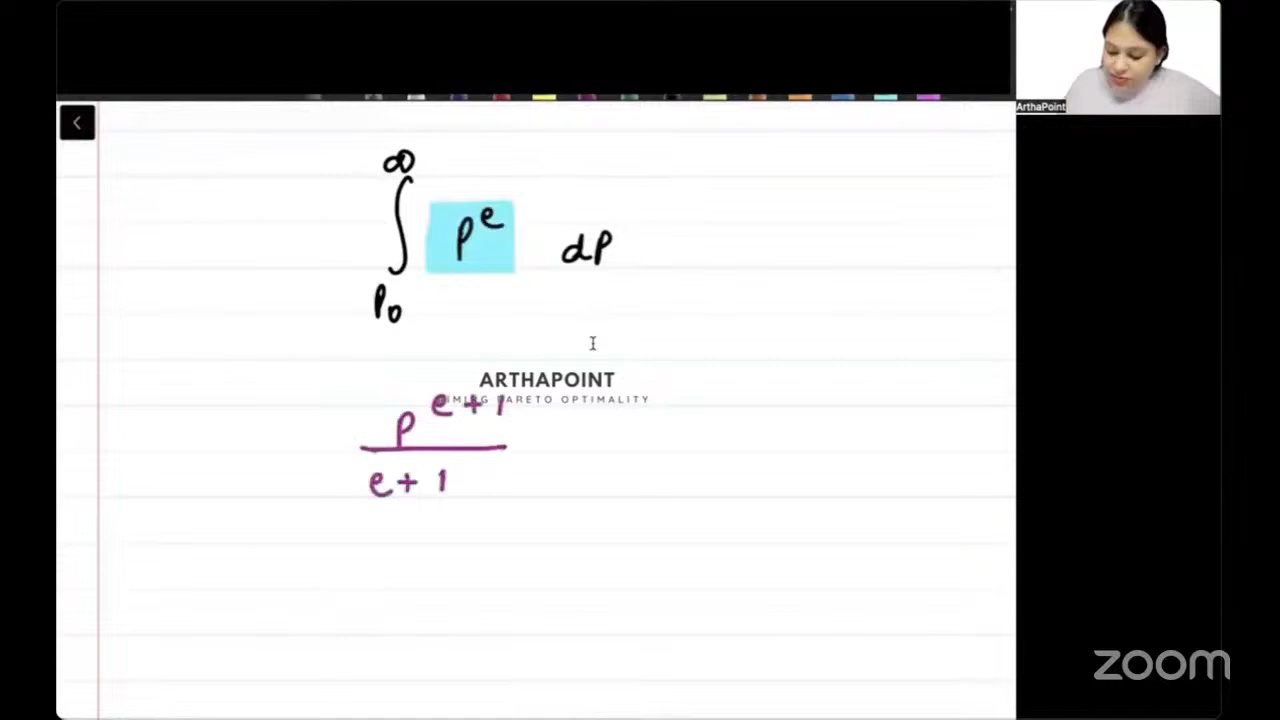 ArthaPoint
∞
∫ p^e dp
P₀
ARTHAPOINT
p^(e+1)
e+1
zoom